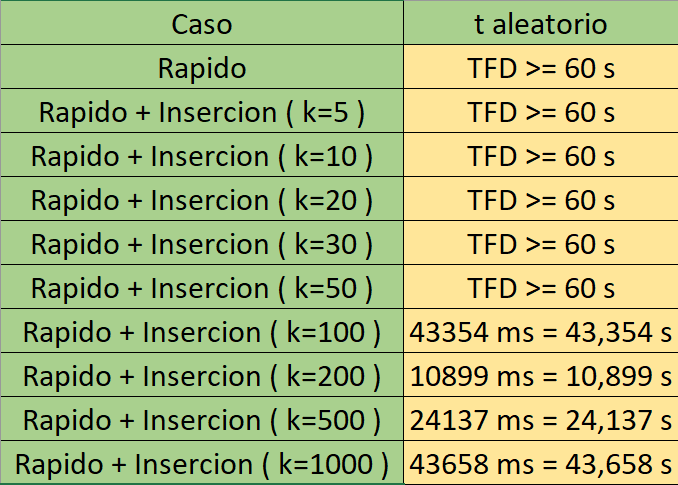 Caso t aleatorio
Rapido TFD >= 60 s
Rapido + Insercion ( k=5 ) TFD >= 60 s
Rapido + Insercion ( k=10 ) TFD >= 60 s
Rapido + Insercion ( k=20 ) TFD >= 60 s
Rapido + Insercion ( k=30 ) TFD >= 60 s
Rapido + Insercion ( k=50 ) TFD >= 60 s
Rapido + Insercion ( k=100 ) 43354 ms = 43,354 s
Rapido + Insercion ( k=200 ) 10899 ms = 10,899 s
Rapido + Insercion ( k=500 ) 24137 ms = 24,137 s
Rapido + Insercion ( k=1000 ) 43658 ms = 43,658 s